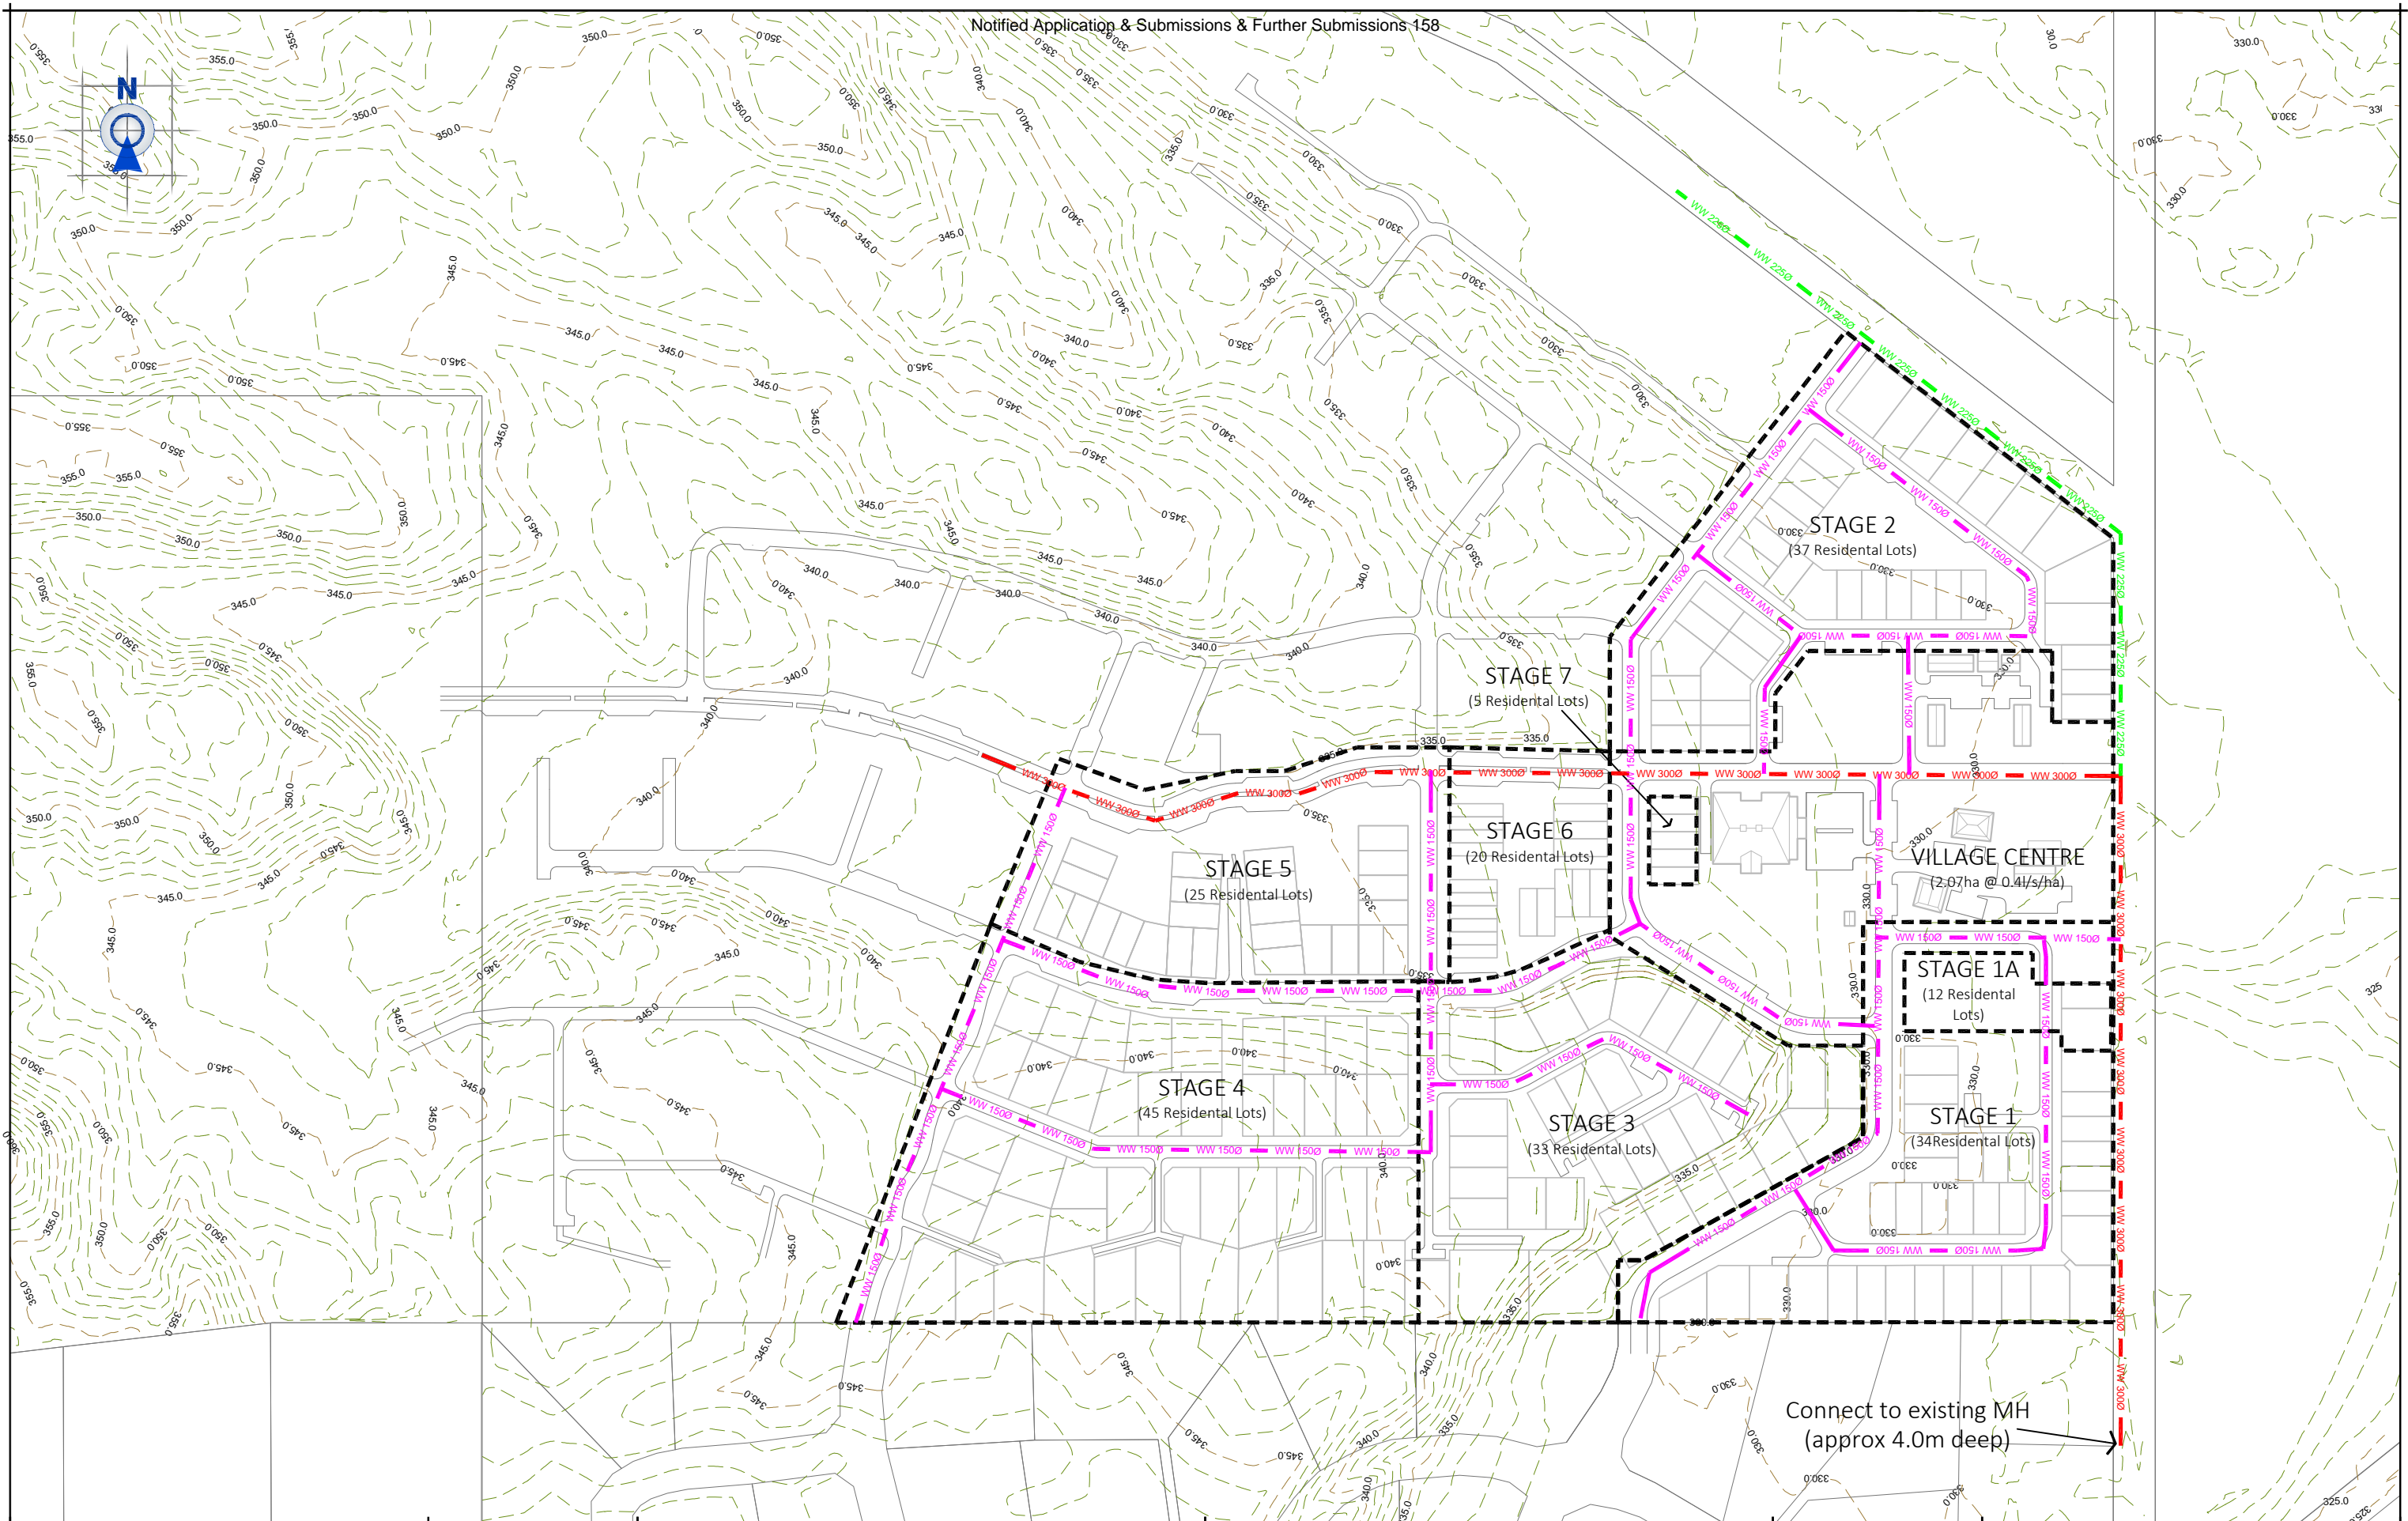 Notified Application & Submissions & Further Submissions 158
N
STAGE 2
(37 Residental Lots)
STAGE 7
(5 Residental Lots)
STAGE 6
(20 Residental Lots)
STAGE 5
(25 Residental Lots)
VILLAGE CENTRE
(2.07ha @ 0.4l/s/ha)
STAGE 1A
(12 Residental
Lots)
STAGE 4
(45 Residental Lots)
STAGE 3
(33 Residental Lots)
STAGE 1
(34Residental Lots)
Connect to existing MH
(approx 4.0m deep)
WW 225Ø
WW 150Ø
WW 300Ø
355.0
350.0
345.0
340.0
335.0
330.0
325.0